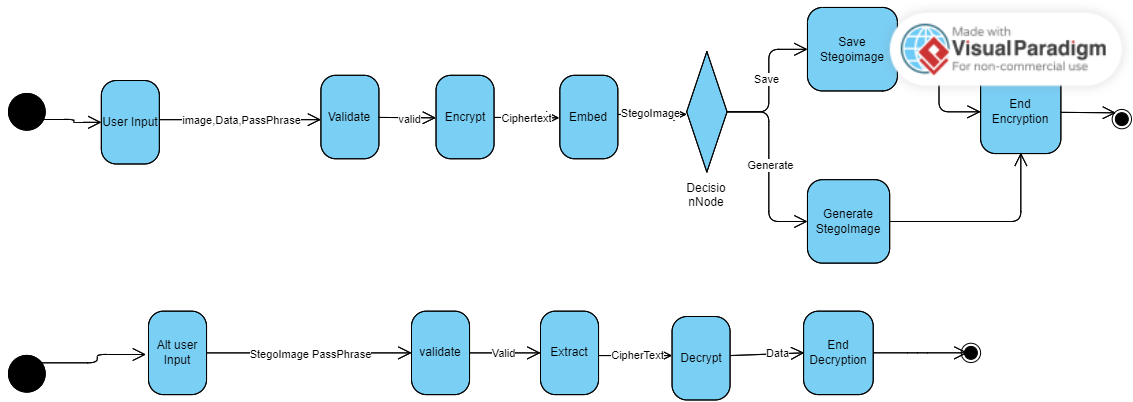 Save
Stegoimage
Made with
Visual Paradigm
For non-commercial use
User Input
image,Data,PassPhrase
Validate
valid
Encrypt
Ciphertext
Embed
StegoImage
Save
End
Encryption
Generate
Decisio
nNode
Generate
StegoImage
Alt user
Input
StegoImage PassPhrase
validate
Valid
Extract
CipherText
Decrypt
Data
End
Decryption